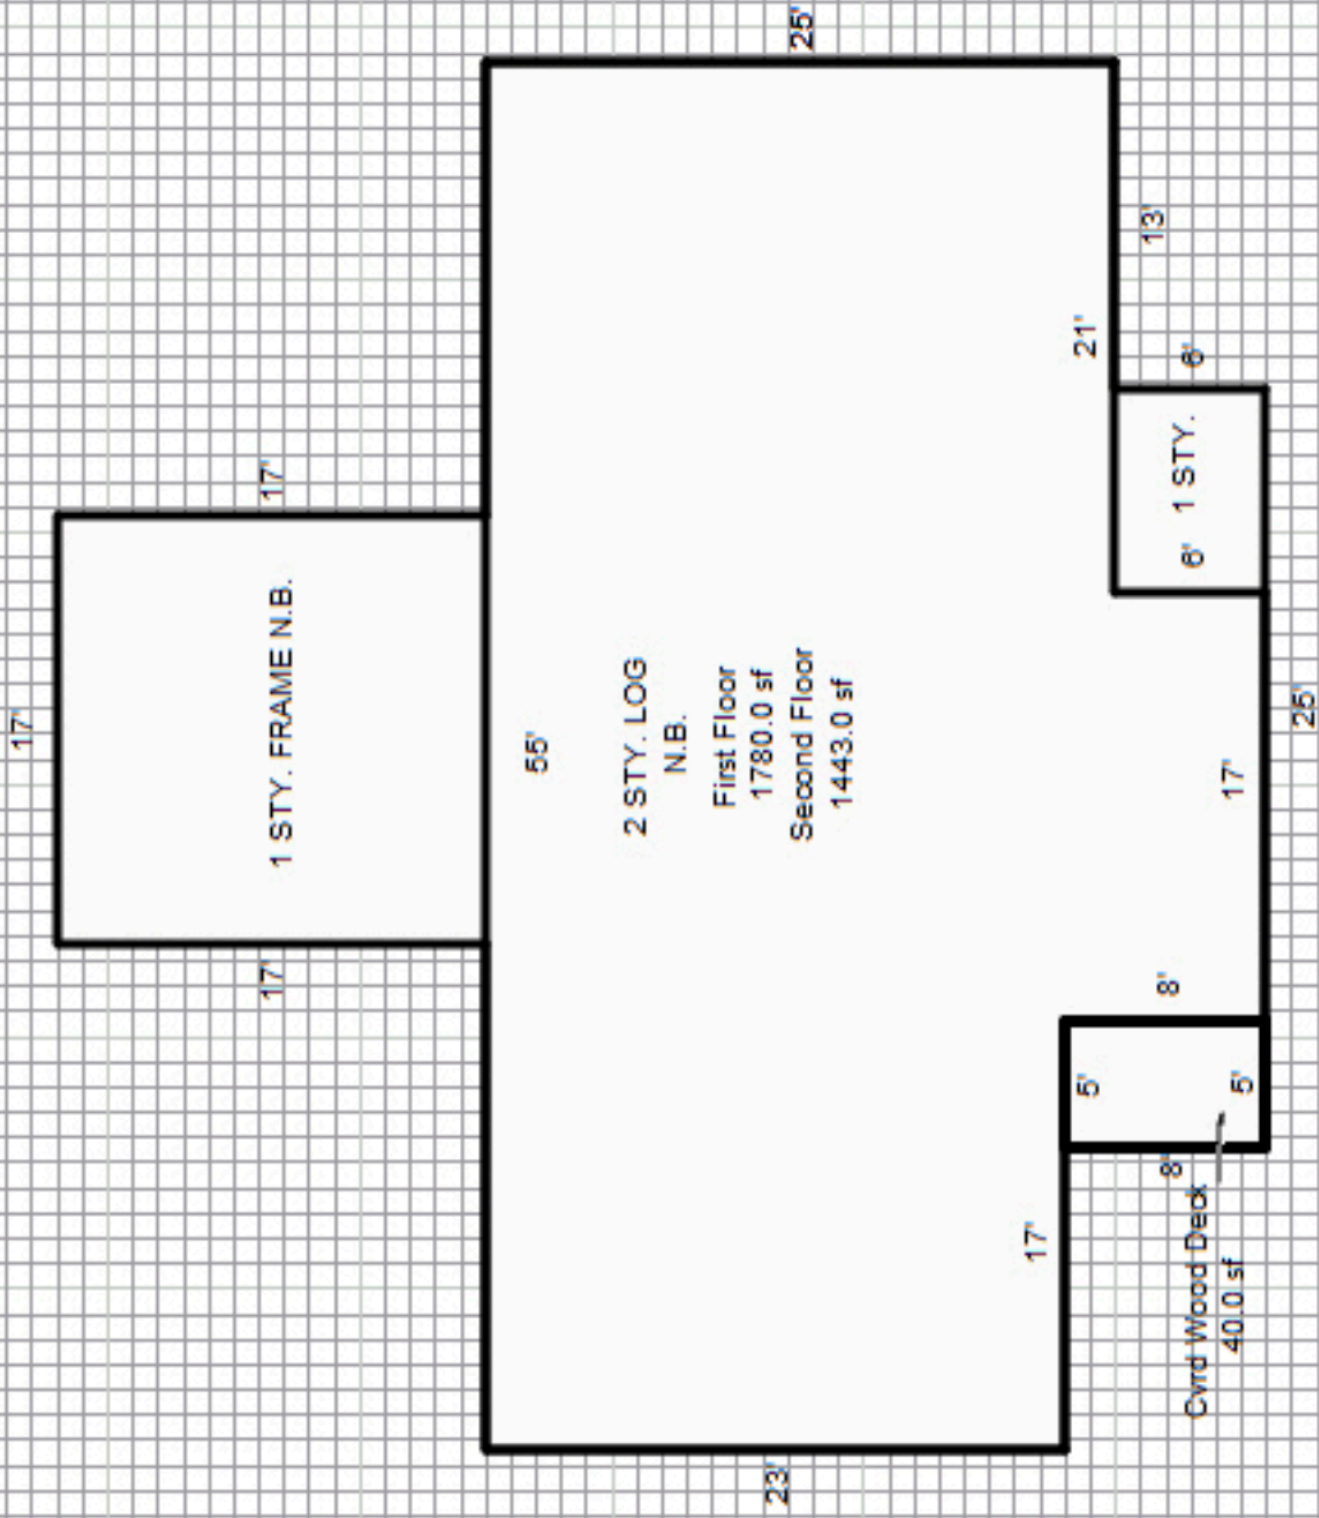 17'
17'
1 STY. FRAME N.B.
17'
55'
2 STY. LOG
N.B.
First Floor
1780.0 sf
Second Floor
1443.0 sf
23'
25'
17'
21'
13'
5'
8'
8'
5'
Cvrd Wood Deck
40.0 sf
17'
6'
1 STY.
6'
25'